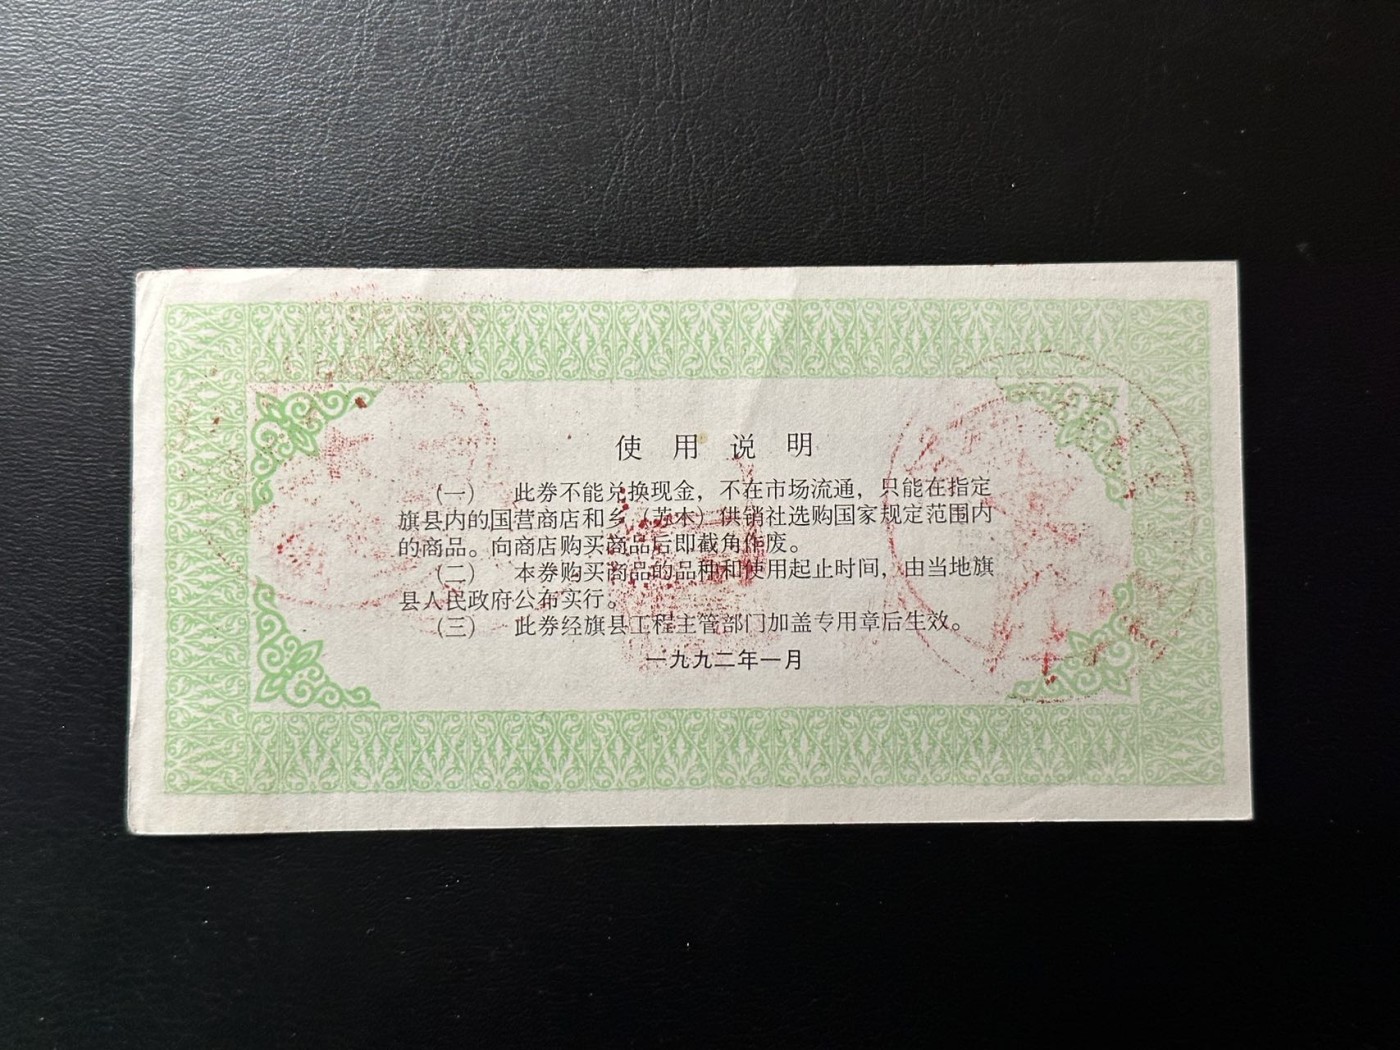 使用说明
(一) 此券不能兑换现金，不在市场流通，只能在指定
旗县内的国营商店和乡（苏木）供销社选购国家规定范围内
的商品。向商店购买商品后即截角作废。
(二) 本券购买商品的品种和使用起止时间，由当地旗
县人民政府公布实行。
(三) 此券经旗县工程主管部门加盖专用章后生效。
一九九二年一月